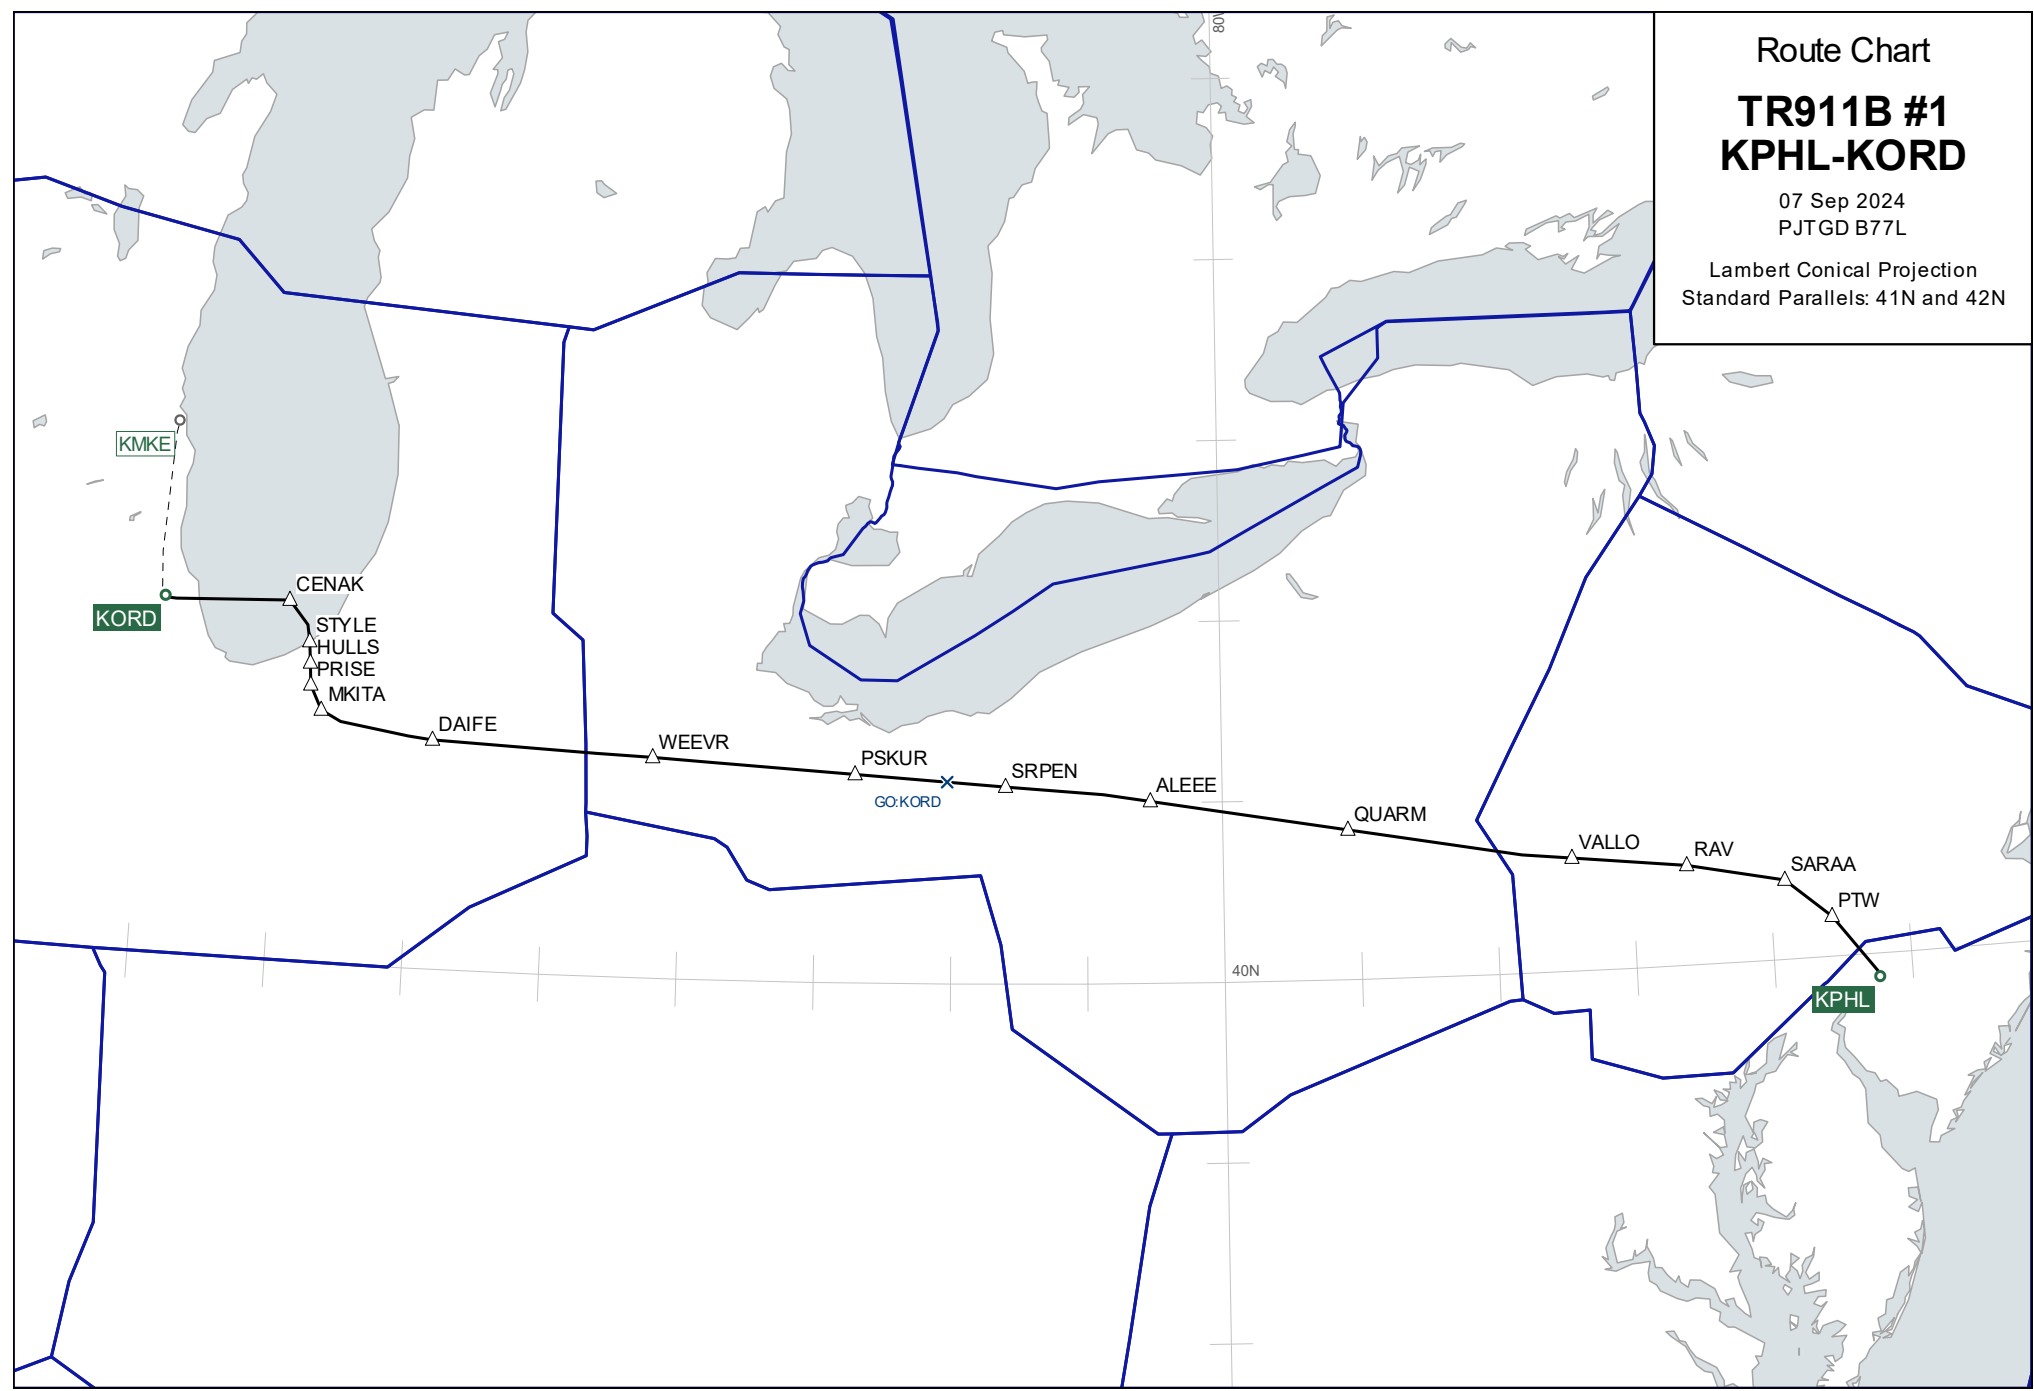 80W
Route Chart
TR911B #1
KPHL-KORD
07 Sep 2024
PJTGD B77L
Lambert Conical Projection
Standard Parallels: 41N and 42N
KMKE
CENAK
KORD
STYLE
HULLS
PRISE
MKITA
DAIFE
WEEVR
PSKUR
SRPEN
GO:KORD
ALEEE
QUARM
VALLO
RAV
SARAA
PTW
40N
KPHL